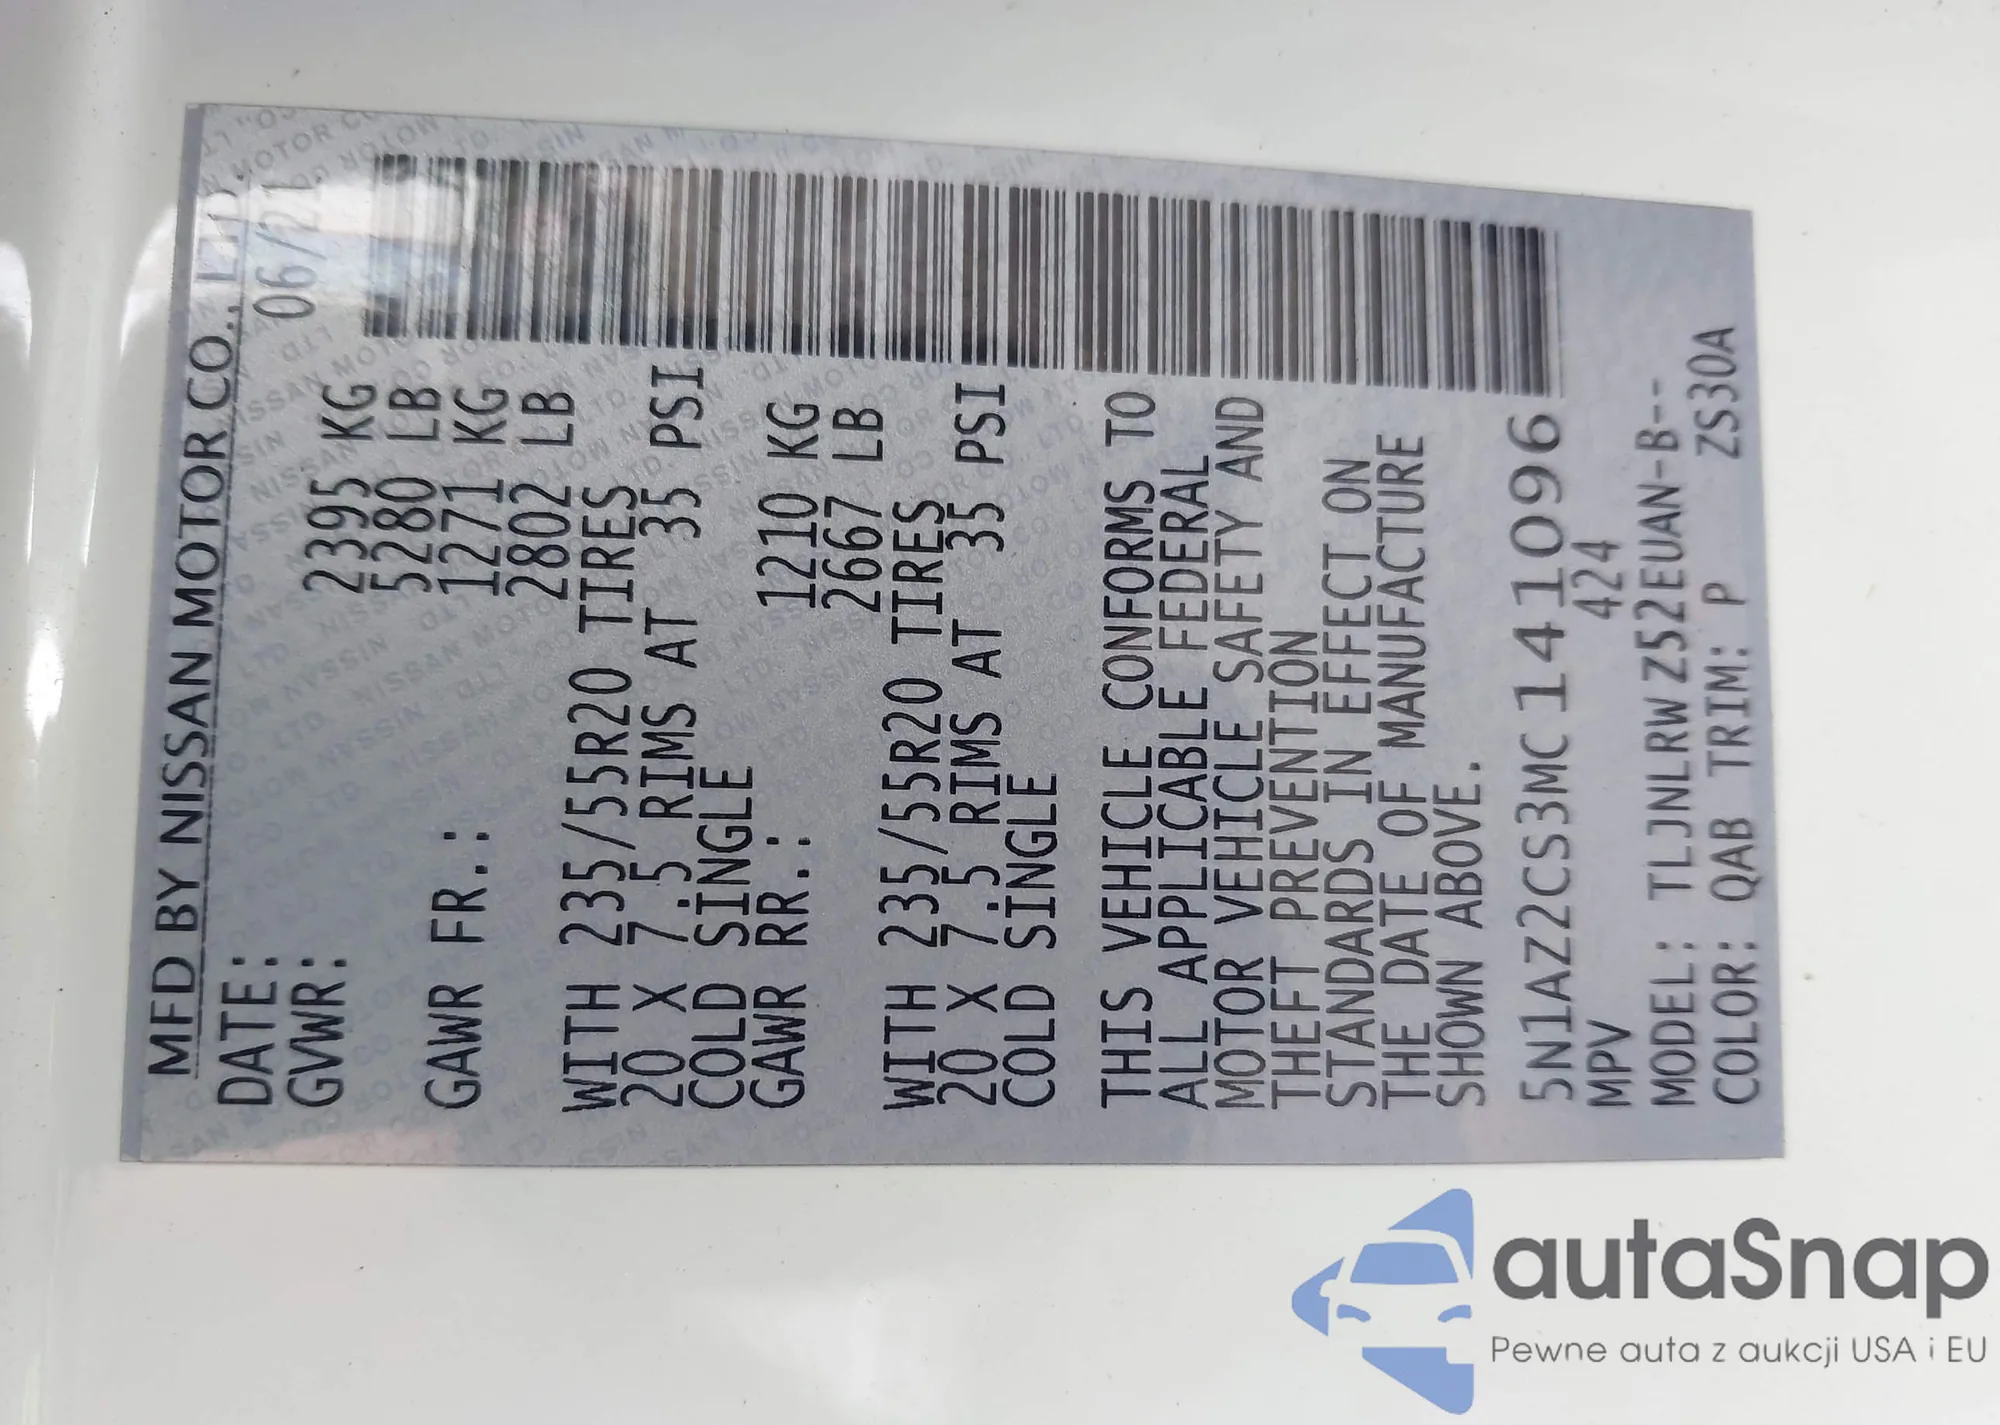 MFD BY NISSAN MOTOR CO., LTD.
DATE: 06/21
GVWR: 2395 KG
5280 LB
GAWR FR.: 1271 KG
2802 LB
WITH 235/55R20 TIRES
20 X 7.5 RIMS AT 35 PSI
COLD SINGLE
GAWR RR.: 1210 KG
2667 LB
WITH 235/55R20 TIRES
20 X 7.5 RIMS AT 35 PSI
COLD SINGLE
THIS VEHICLE CONFORMS TO
ALL APPLICABLE FEDERAL
MOTOR VEHICLE SAFETY AND
THEFT PREVENTION
STANDARDS IN EFFECT ON
THE DATE OF MANUFACTURE
SHOWN ABOVE.
5N1AZ2CS3MC141096
MPV 424
MODEL: TLJNLRWZ52EUAN-B--
COLOR: QAB TRIM: P ZS30A
autaSnap
Pewne auta z aukcji USA i EU